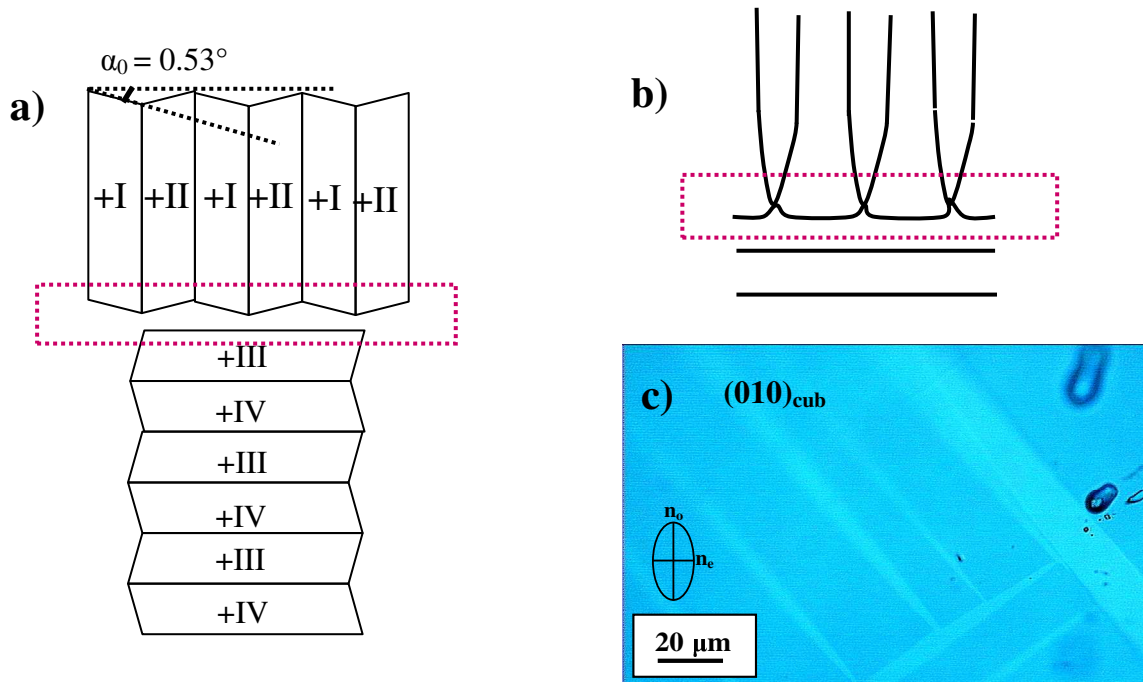 a)
α₀ = 0.53°
+I +II +I +II +I +II
+III
+IV
+III
+IV
+III
+IV
b)
c) (010)cub
nₒ
nₑ
20 μm